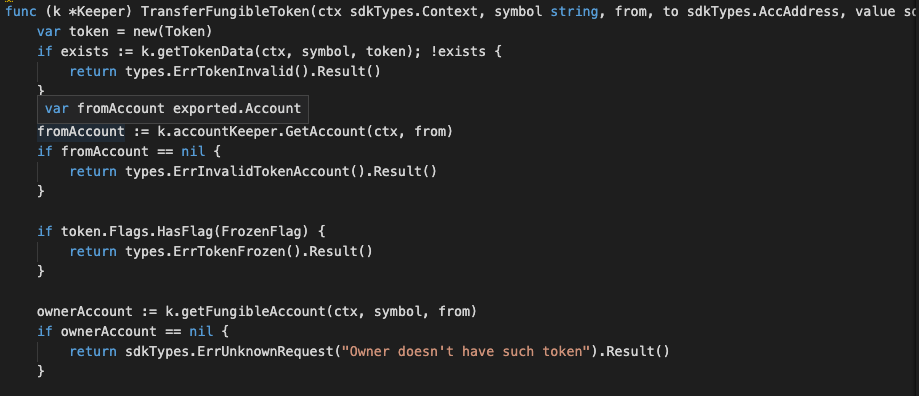 func (k *Keeper) TransferFungibleToken(ctx sdkTypes.Context, symbol string, from, to sdkTypes.AccAddress, value
var token = new(Token)
if exists := k.getTokenData(ctx, symbol, token); !exists {
return types.ErrTokenInvalid().Result()
}
var fromAccount exported.Account
fromAccount := k.accountKeeper.GetAccount(ctx, from)
if fromAccount == nil {
return types.ErrInvalidTokenAccount().Result()
}
if token.Flags.HasFlag(FrozenFlag) {
return types.ErrTokenFrozen().Result()
}
ownerAccount := k.getFungibleAccount(ctx, symbol, from)
if ownerAccount == nil {
return sdkTypes.ErrUnknownRequest("Owner doesn't have such token").Result()
}